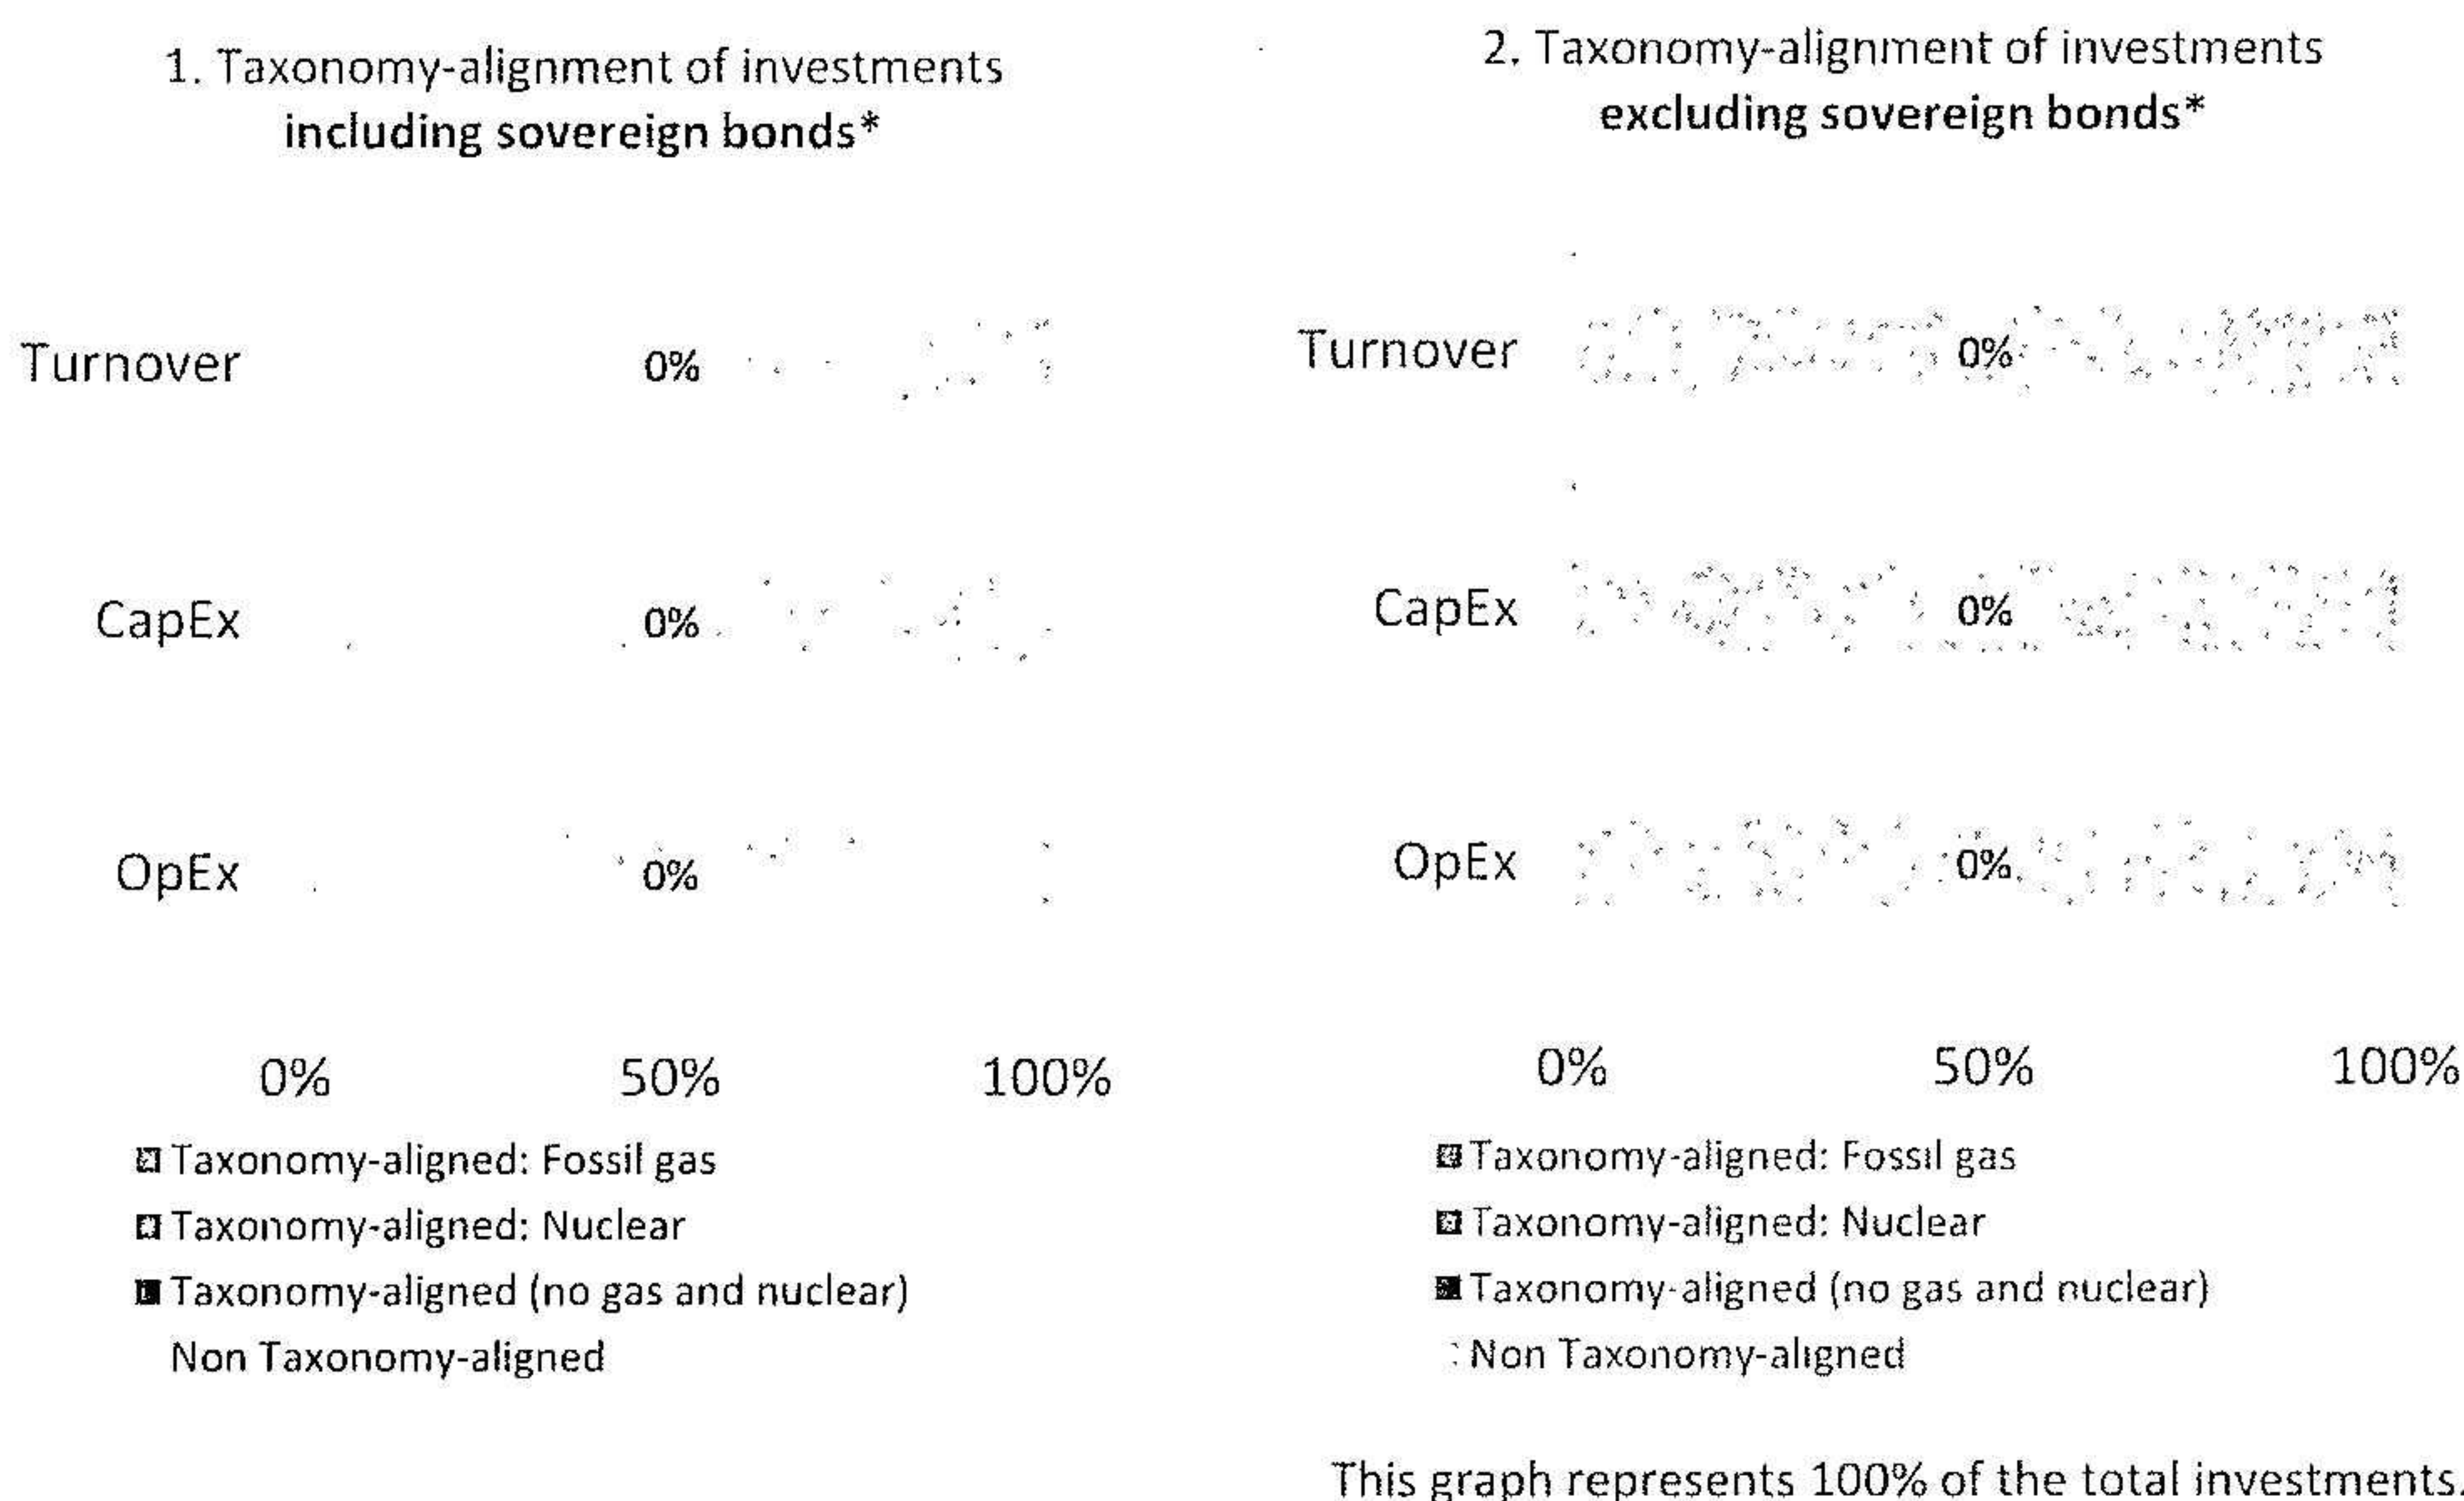 1. Taxonomy-alignment of investments
including sovereign bonds*
Turnover
0%
CapEx
0%
OpEx
0%
0% 50% 100%
Taxonomy-aligned: Fossil gas
Taxonomy-aligned: Nuclear
Taxonomy-aligned (no gas and nuclear)
Non Taxonomy-aligned
2. Taxonomy-alignment of investments
excluding sovereign bonds*
Turnover
0%
CapEx
0%
OpEx
0%
0% 50% 100%
Taxonomy-aligned: Fossil gas
Taxonomy-aligned: Nuclear
Taxonomy-aligned (no gas and nuclear)
Non Taxonomy-aligned
This graph represents 100% of the total investments.